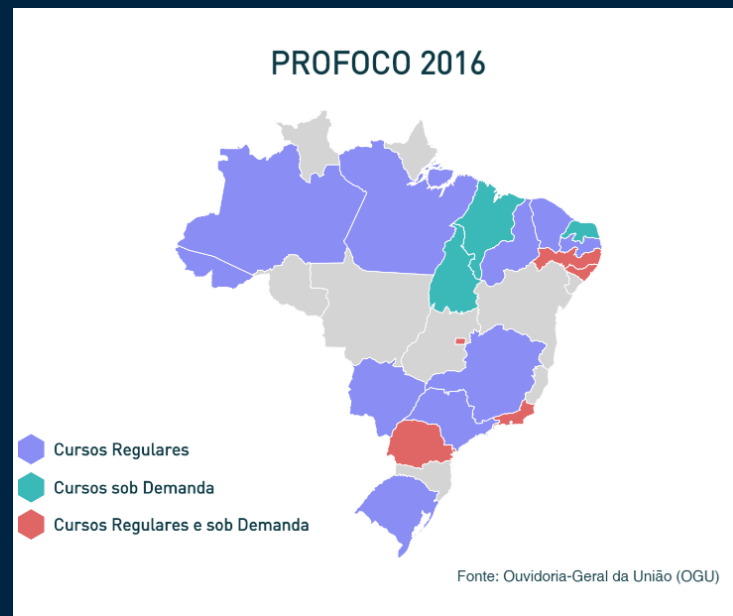 PROFOCO 2016
Cursos Regulares
Cursos sob Demanda
Cursos Regulares e sob Demanda
Fonte: Ouvidoria-Geral da União (OGU)